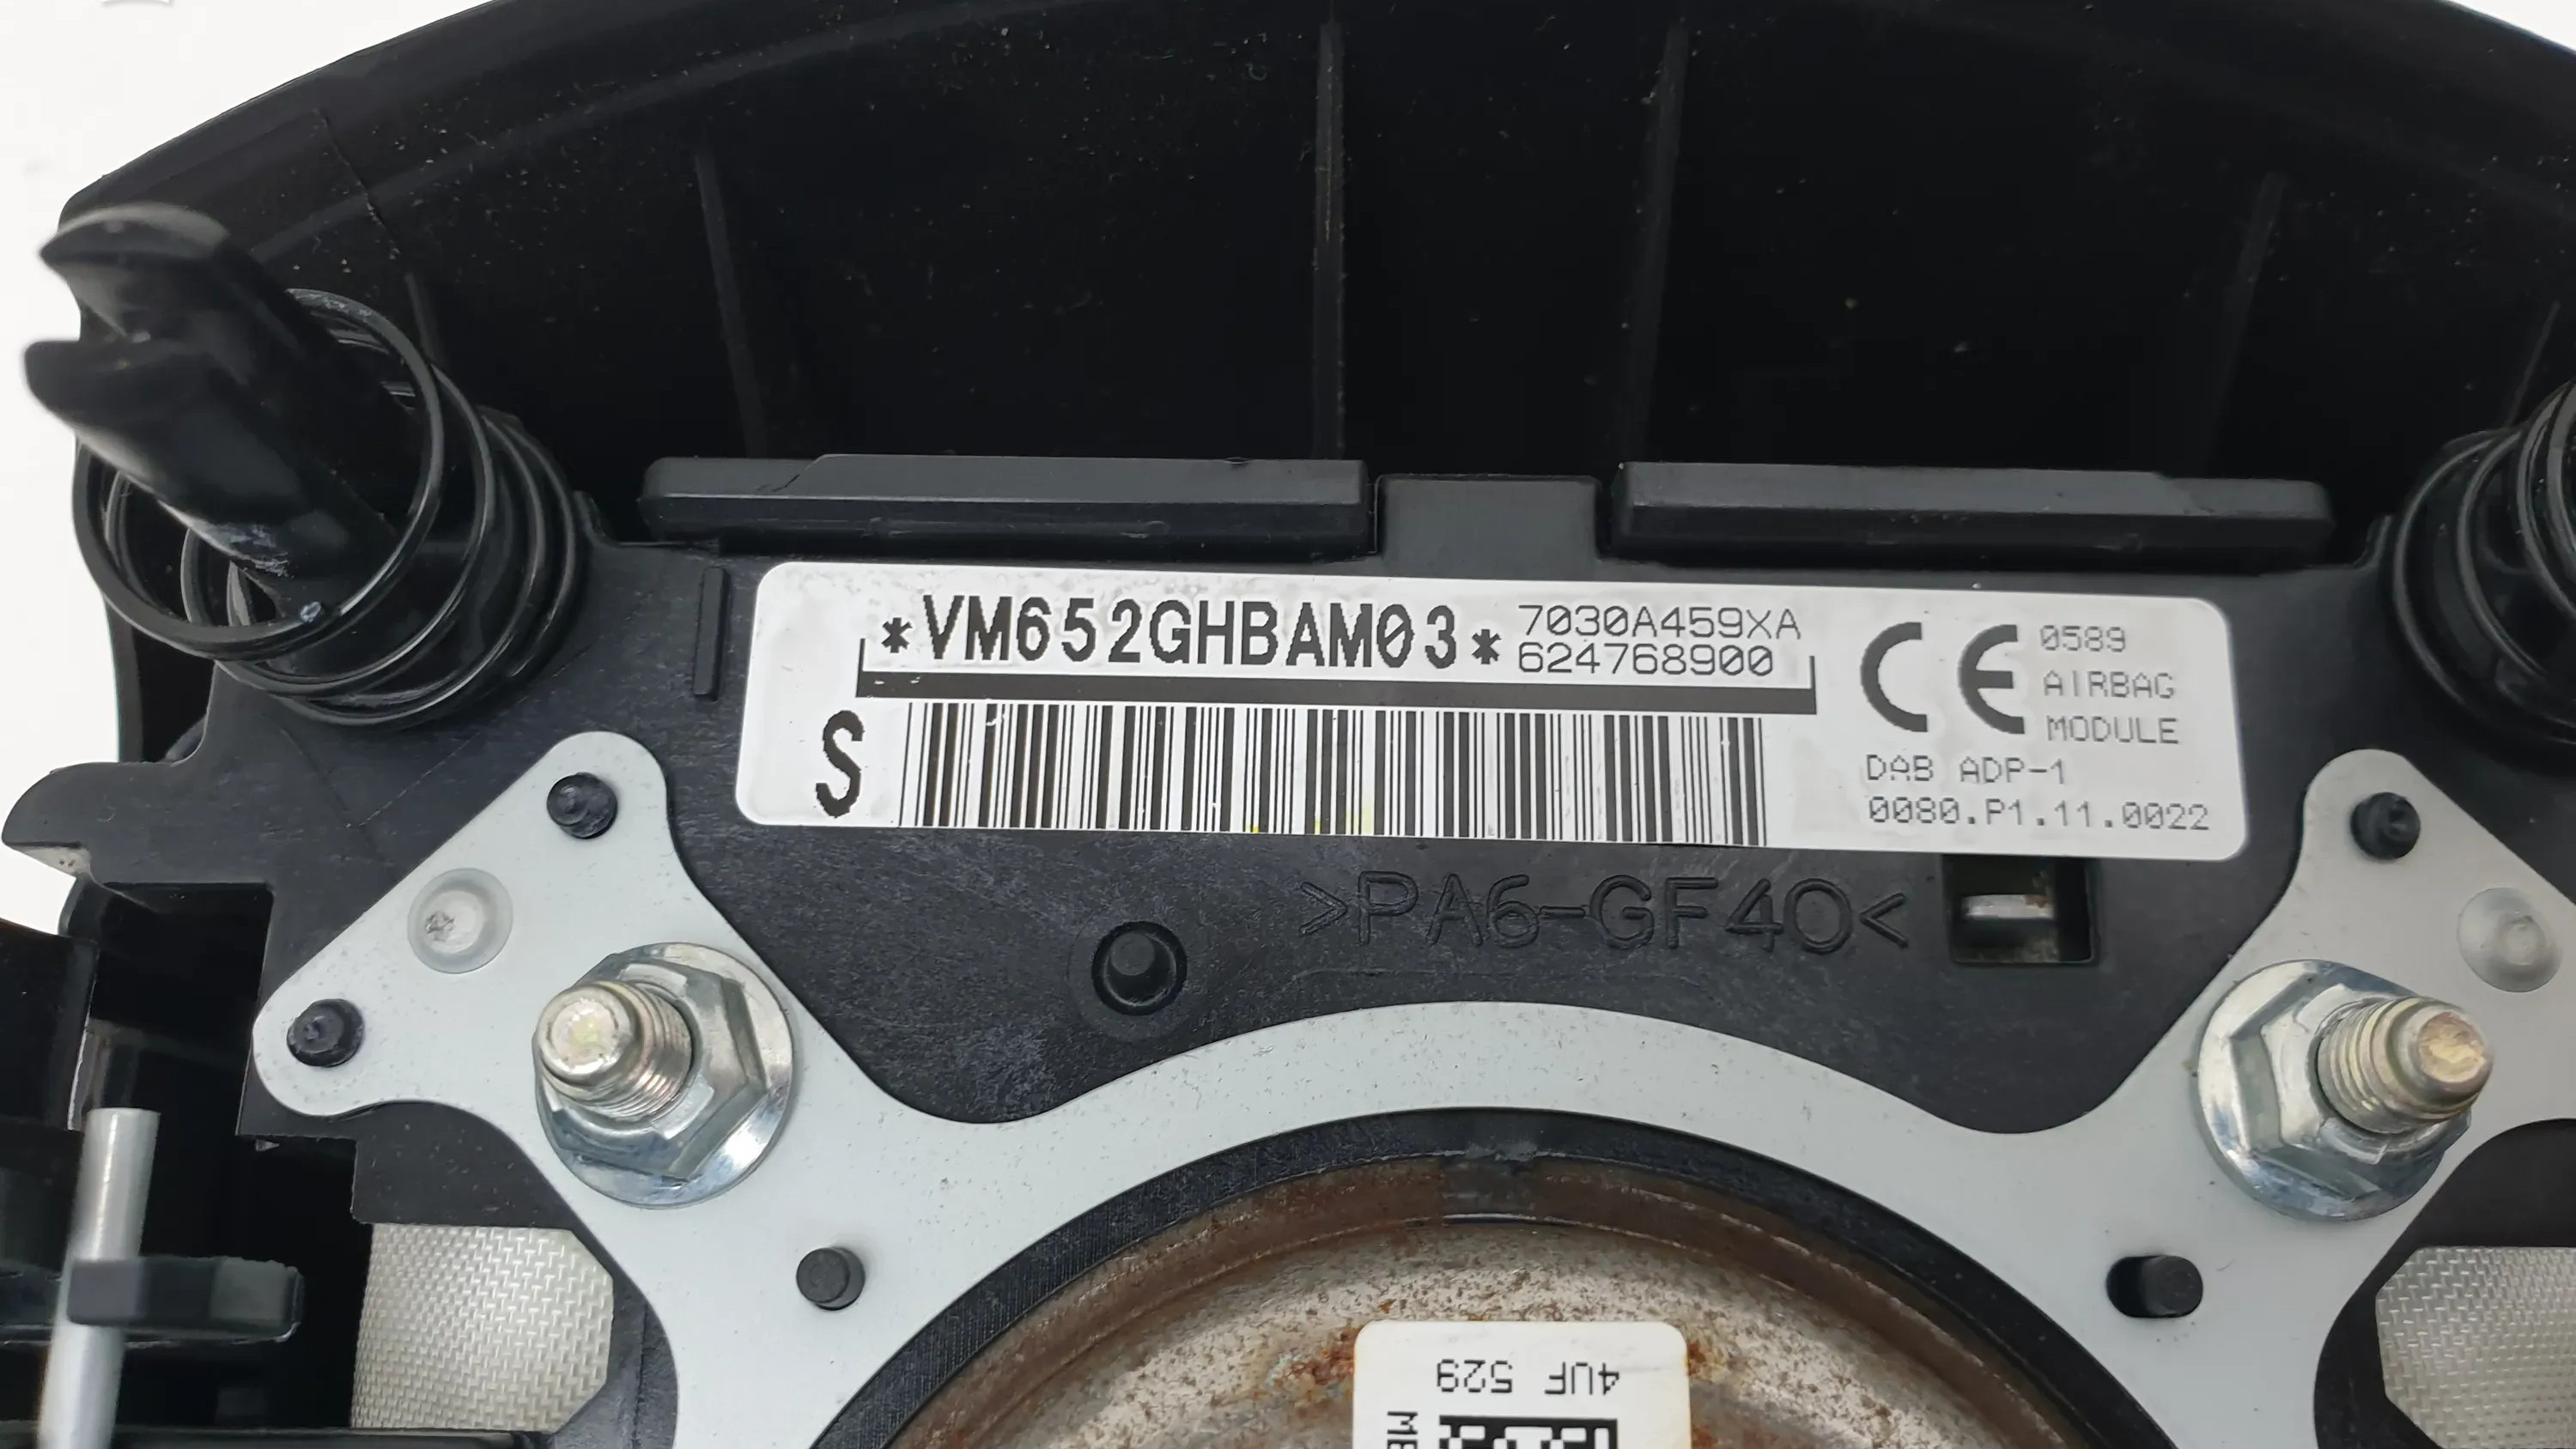 *VM652GHBAM03*
7030A459XA
624768900
S
CE 0589
AIRBAG
MODULE
DAB ADP-1
0080.P1.11.0022
>PA6-GF40<
4UF 529